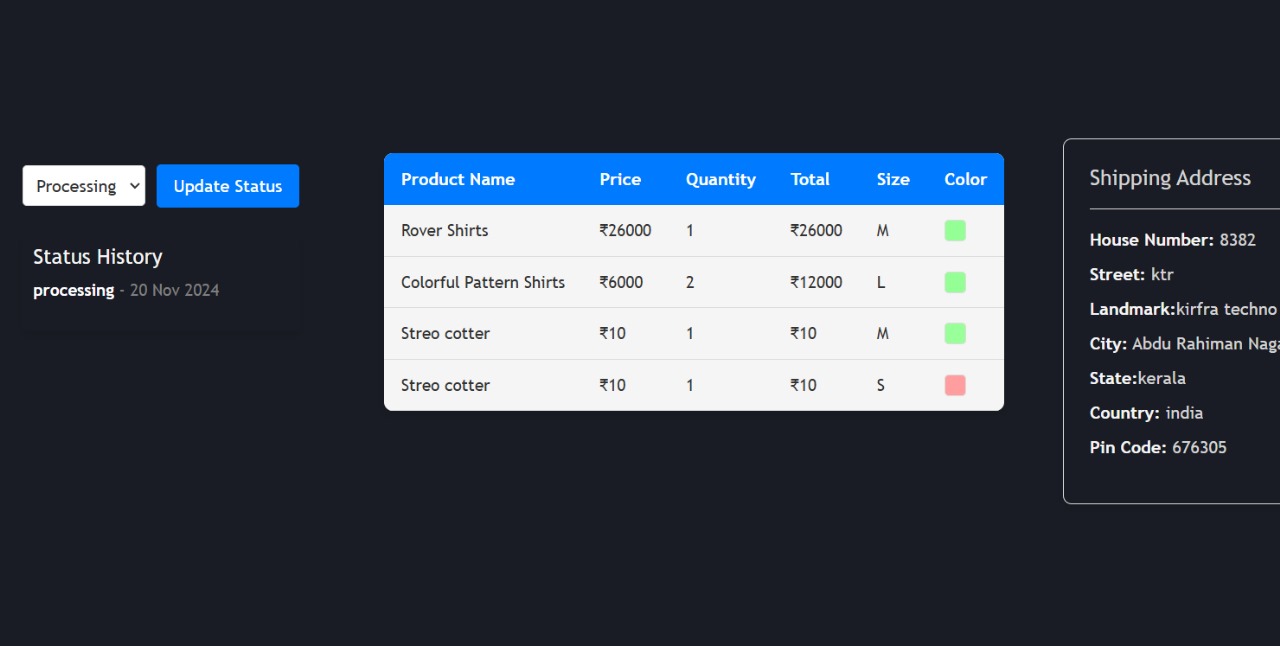 Processing
Update Status
Status History
processing - 20 Nov 2024
Product Name Price Quantity Total Size Color
Rover Shirts ₹26000 1 ₹26000 M
Colorful Pattern Shirts ₹6000 2 ₹12000 L
Streo cotter ₹10 1 ₹10 M
Streo cotter ₹10 1 ₹10 S
Shipping Address
House Number: 8382
Street: ktr
Landmark:kirfra techno
City: Abdu Rahiman
State:kerala
Country: india
Pin Code: 676305